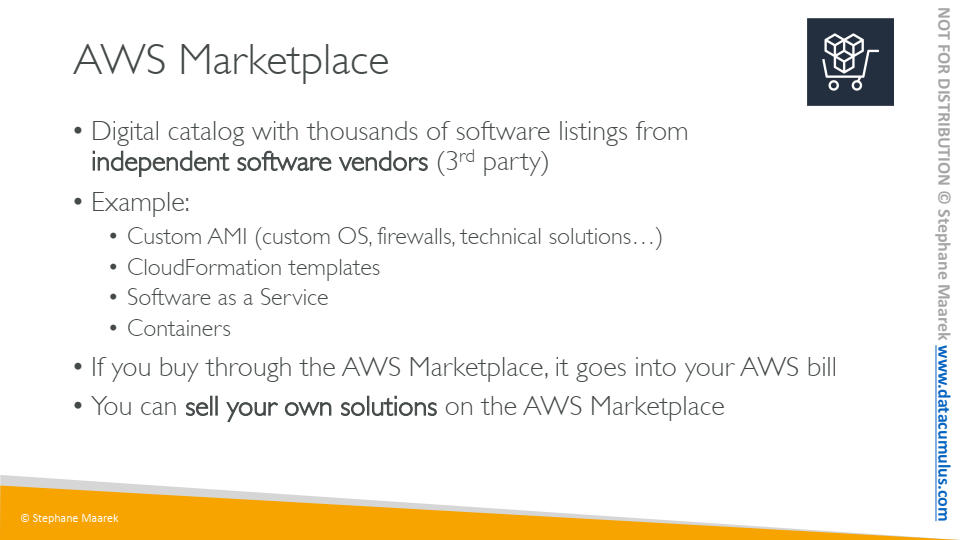 AWS Marketplace
• Digital catalog with thousands of software listings from
independent software vendors (3rd party)
• Example:
• Custom AMI (custom OS, firewalls, technical solutions…)
• CloudFormation templates
• Software as a Service
• Containers
• If you buy through the AWS Marketplace, it goes into your AWS bill
• You can sell your own solutions on the AWS Marketplace
© Stephane Maarek
NOT FOR DISTRIBUTION © Stephane Maarek www.datacumulus.com